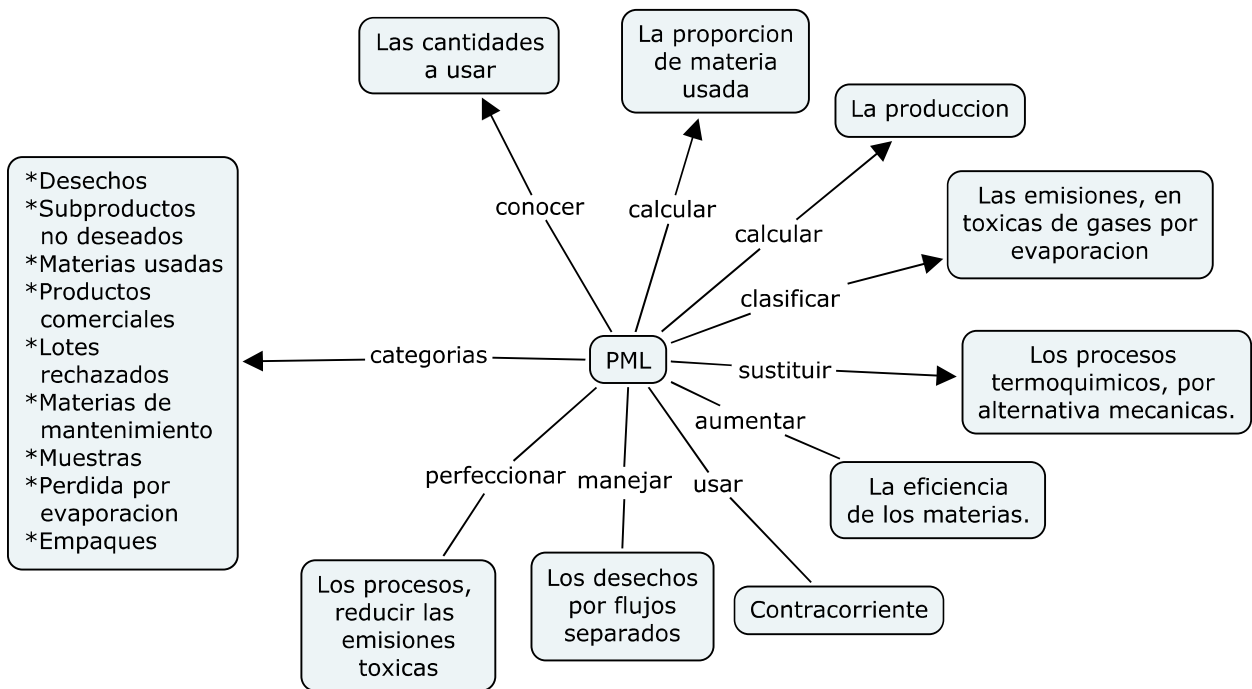 Las cantidades
a usar
La proporcion
de materia
usada
La produccion
Las emisiones, en
toxicas de gases por
evaporacion
Los procesos
termoquimicos, por
alternativa mecanicas.
La eficiencia
de los materias.
Contracorriente
Los desechos
por flujos
separados
Los procesos,
reducir las
emisiones
toxicas
*Desechos
*Subproductos
no deseados
*Materias usadas
*Productos
comerciales
*Lotes
rechazados
*Materias de
mantenimiento
*Muestras
*Perdida por
evaporacion
*Empaques
PML
conocer
calcular
calcular
clasificar
sustituir
aumentar
usar
manejar
perfeccionar
categorias